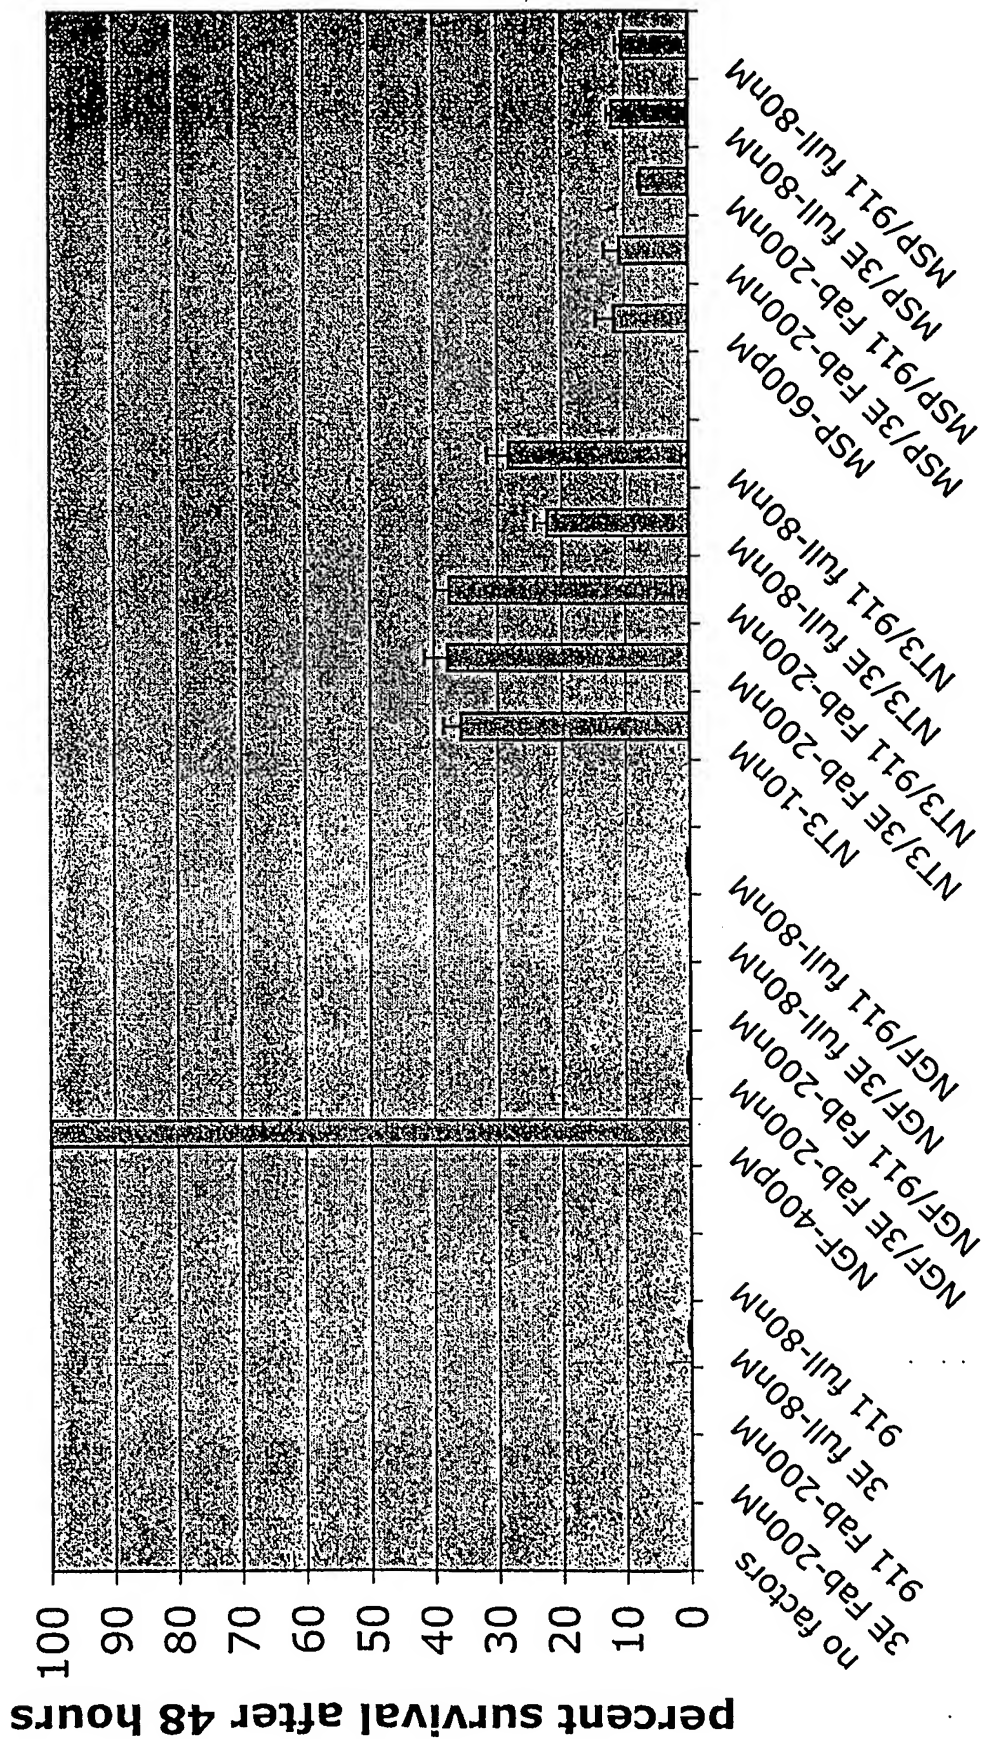 percent survival after 48 hours
100
90
80
70
60
50
40
30
20
10
0
no factors
3E Fab-200nM
911 Fab-200nM
3E full-80nM
911 full-80nM
NGF-400pM
NGF/3E Fab-200nM
NGF/911 Fab-200nM
NGF/3E full-80nM
NGF/911 full-80nM
NT3-10nM
NT3/3E Fab-200nM
NT3/911 Fab-200nM
NT3/3E full-80nM
NT3/911 full-80nM
MSP-600pM
MSP/3E Fab-200nM
MSP/911 Fab-200nM
MSP/3E full-80nM
MSP/911 full-80nM